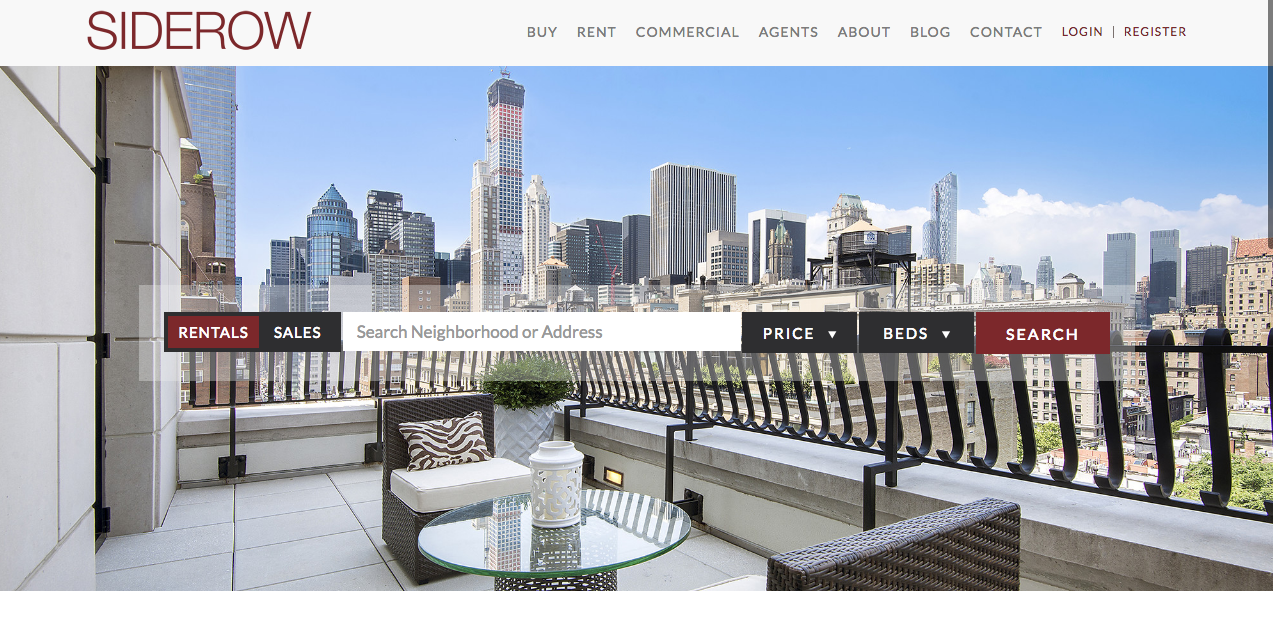 SIDEROW
BUY RENT COMMERCIAL AGENTS ABOUT BLOG CONTACT LOGIN | REGISTER
RENTALS SALES Search Neighborhood or Address PRICE ▼ BEDS ▼ SEARCH